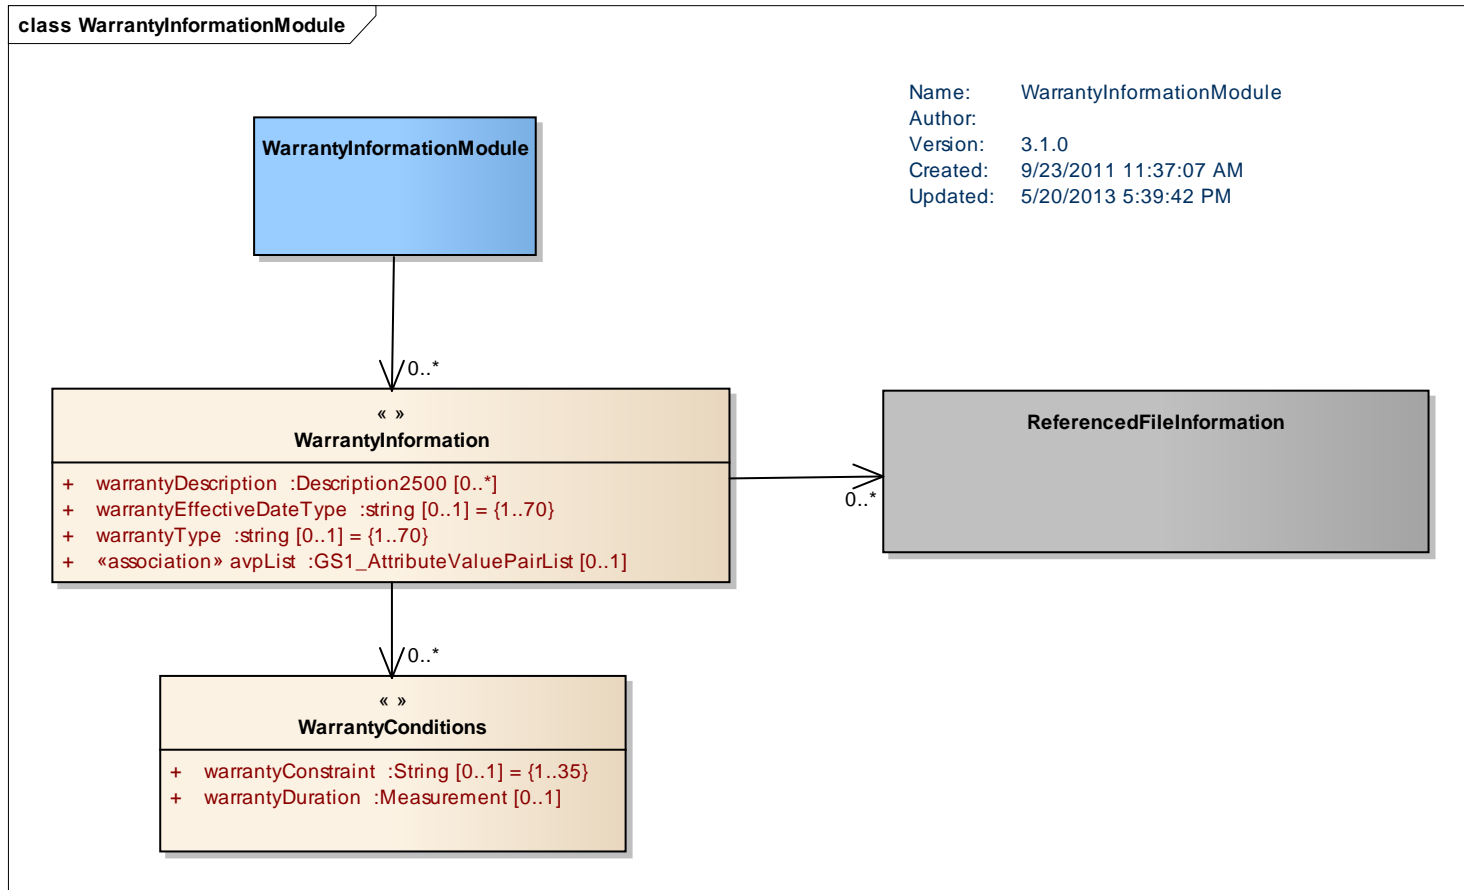 class WarrantyInformationModule
Name: WarrantyInformationModule
Author:
Version: 3.1.0
Created: 9/23/2011 11:37:07 AM
Updated: 5/20/2013 5:39:42 PM
WarrantyInformationModule
0..*
« »
WarrantyInformation
+ warrantyDescription :Description2500 [0..*]
+ warrantyEffectiveDateType :string [0..1] = {1..70}
+ warrantyType :string [0..1] = {1..70}
+ «association» avpList :GS1_AttributeValuePairList [0..1]
0..*
ReferencedFileInformation
0..*
« »
WarrantyConditions
+ warrantyConstraint :String [0..1] = {1..35}
+ warrantyDuration :Measurement [0..1]